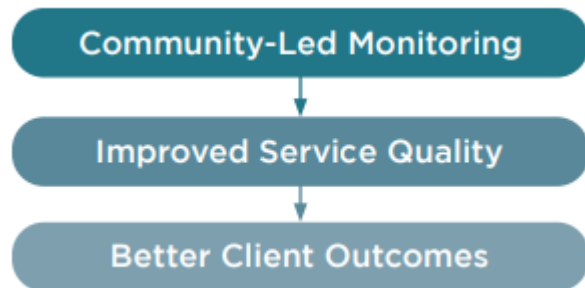 Community-Led Monitoring
Improved Service Quality
Better Client Outcomes